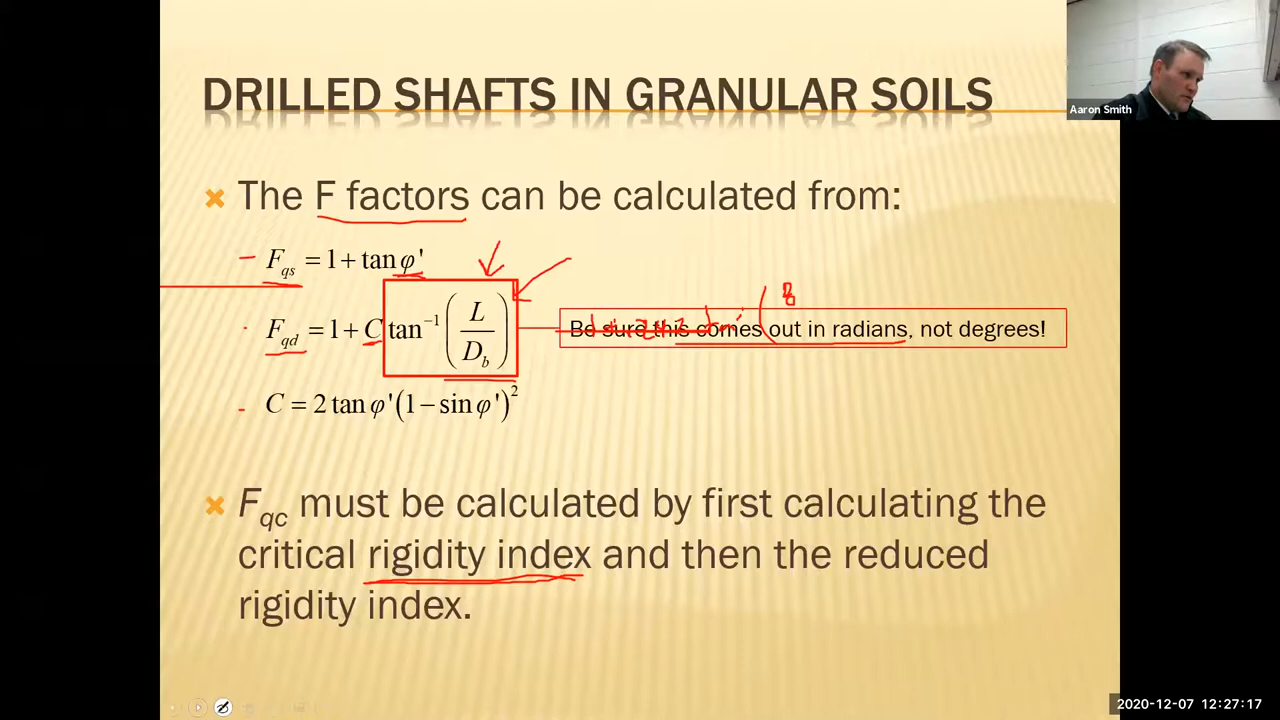 DRILLED SHAFTS IN GRANULAR SOILS
Aaron Smith
The F factors can be calculated from:
F_qs = 1 + tan φ'
F_qd = 1 + C tan⁻¹ (L / D_b)
Be sure this comes out in radians, not degrees!
C = 2 tan φ' (1 − sin φ')²
F_qc must be calculated by first calculating the
critical rigidity index and then the reduced
rigidity index.
2020-12-07 12:27:17